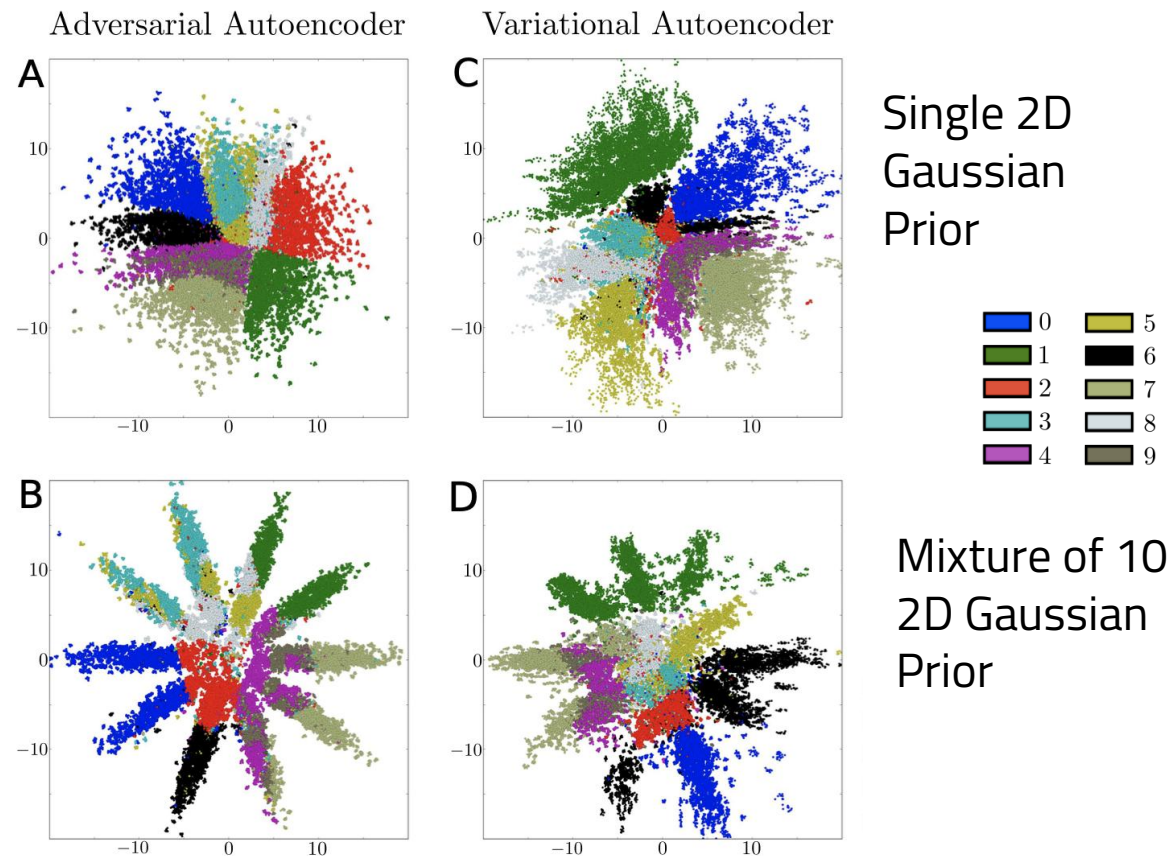 Adversarial Autoencoder
Variational Autoencoder
A
10
0
−10
−10 0 10
C
10
0
−10
−10 0 10
Single 2D
Gaussian
Prior
0 5
1 6
2 7
3 8
4 9
B
10
0
−10
−10 0 10
D
10
0
−10
−10 0 10
Mixture of 10
2D Gaussian
Prior